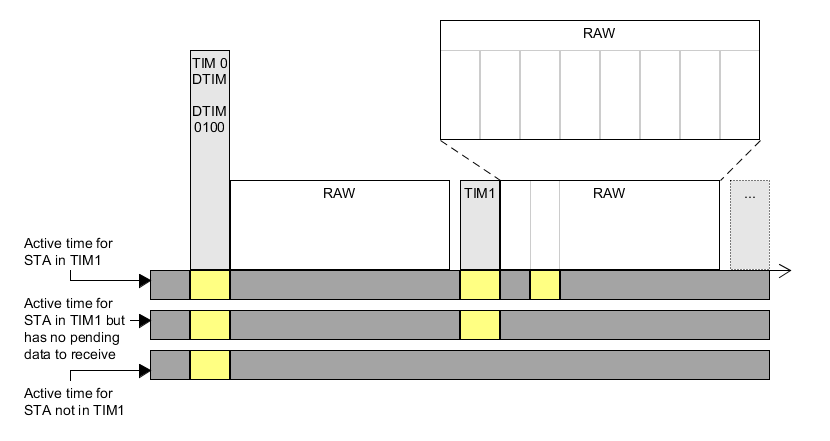 RAW
TIM 0
DTIM
DTIM
0100
RAW
TIM1
RAW
...
Active time for
STA in TIM1
Active time for
STA in TIM1 but
has no pending
data to receive
Active time for
STA not in TIM1